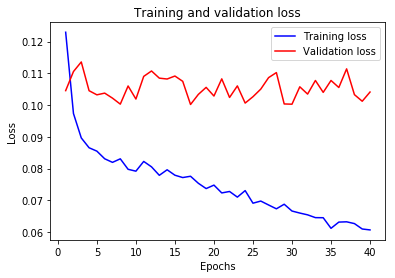 Training and validation loss
Training loss
Validation loss
0.12
0.11
0.10
0.09
0.08
0.07
0.06
Loss
0 5 10 15 20 25 30 35 40
Epochs